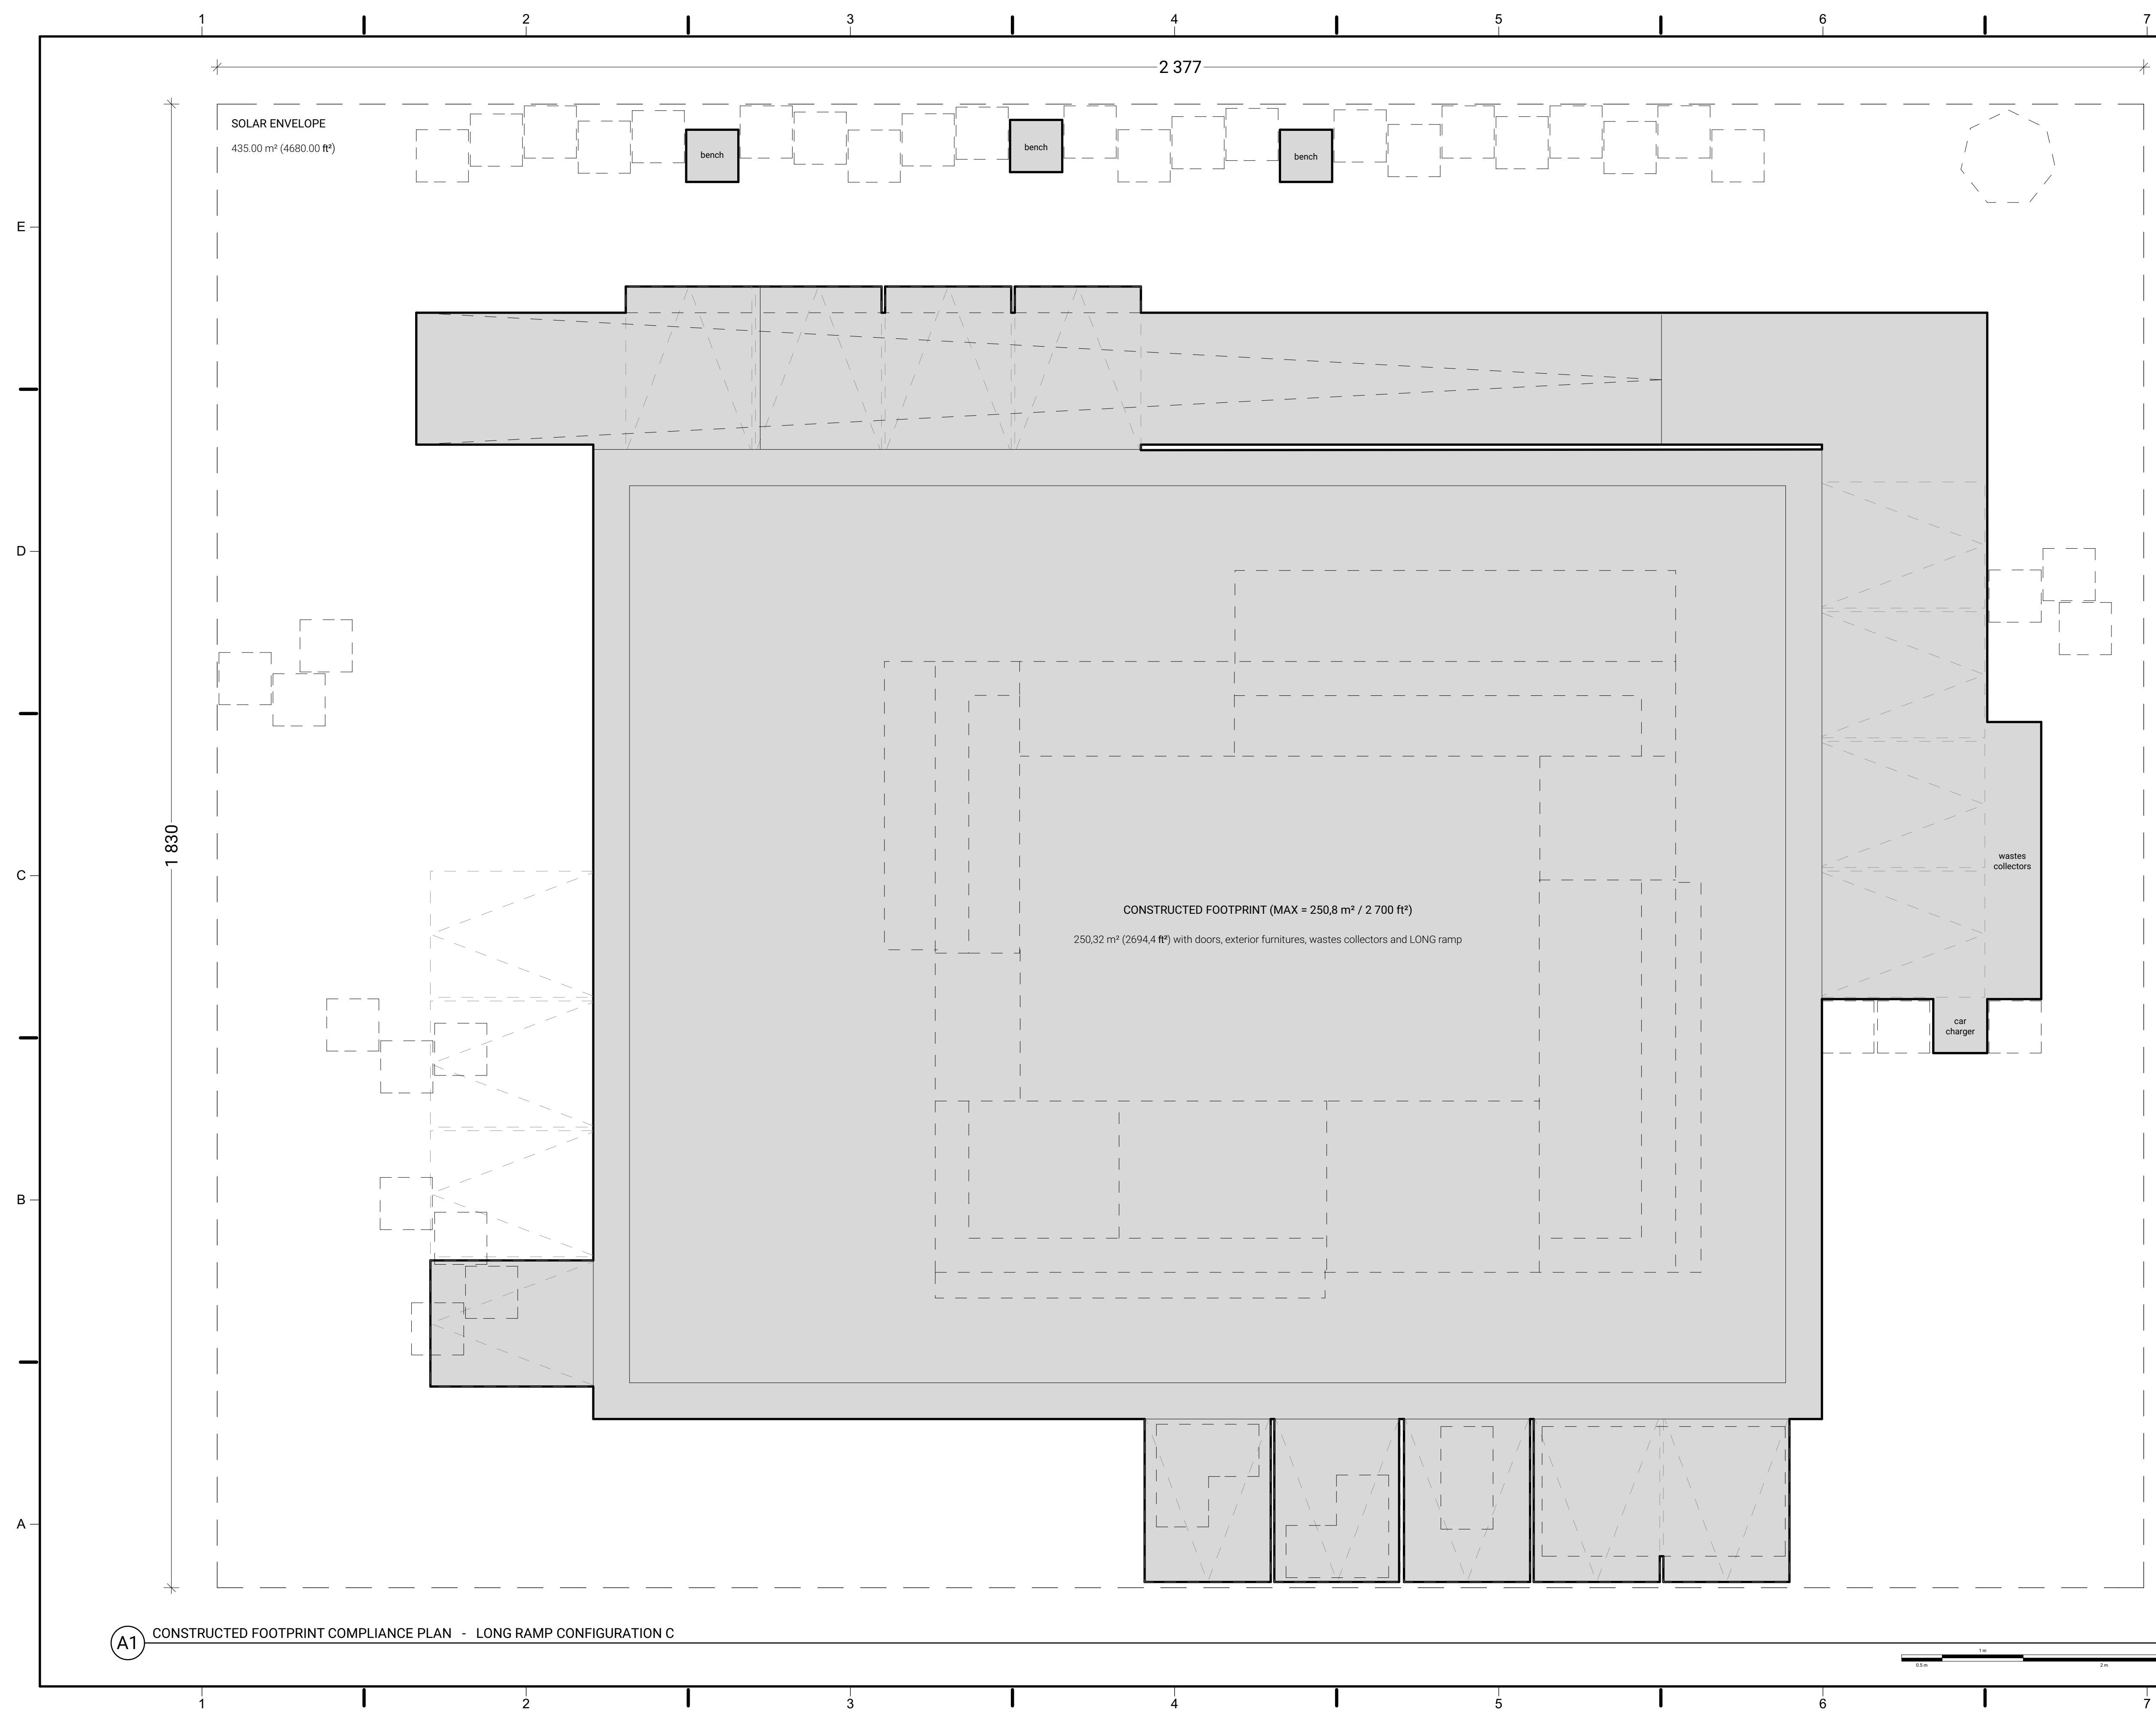 1 2 3 4 5 6 7
2 377
SOLAR ENVELOPE
435.00 m² (4680.00 ft²)
bench
bench
bench
E
D
1 830
C
wastes
collectors
CONSTRUCTED FOOTPRINT (MAX = 250,8 m² / 2 700 ft²)
250,32 m² (2694,4 ft²) with doors, exterior furnitures, wastes collectors and LONG ramp
car
charger
B
A
A1 CONSTRUCTED FOOTPRINT COMPLIANCE PLAN - LONG RAMP CONFIGURATION C
1 m
0.5 m 2 m
1 2 3 4 5 6 7